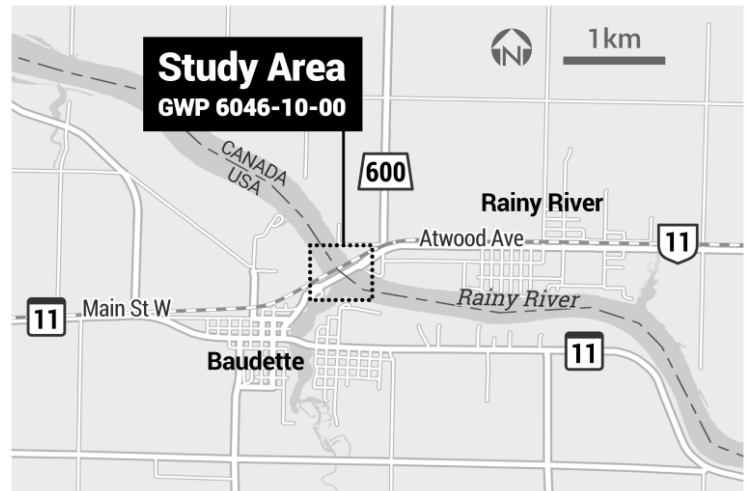 Study Area
GWP 6046-10-00
N
1km
CANADA
USA
600
Rainy River
Atwood Ave
11
Rainy River
Main St W
11
11
Baudette